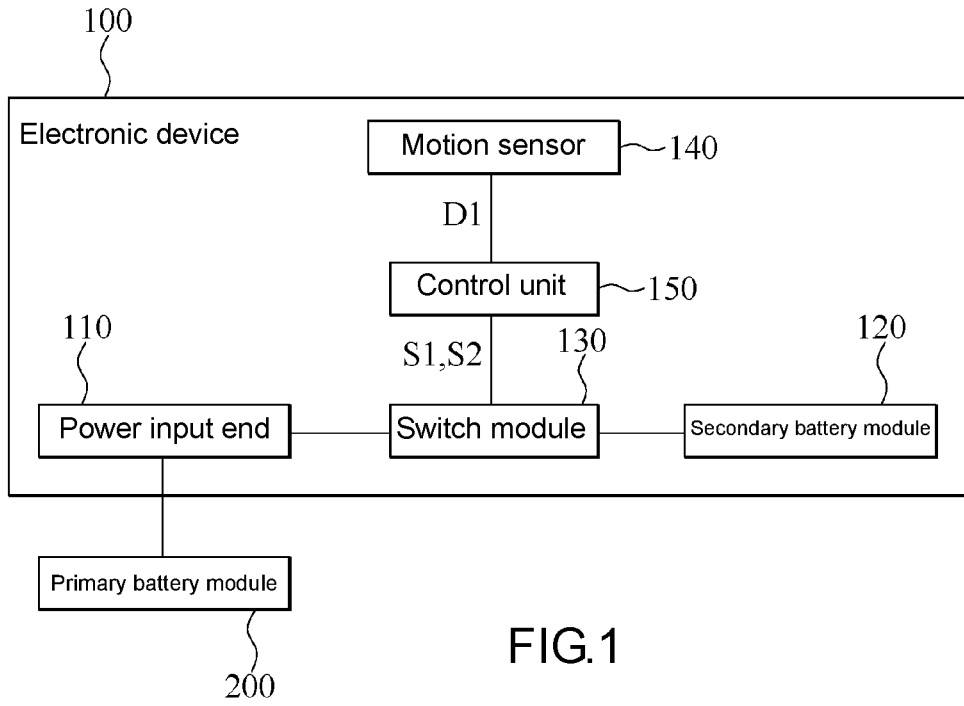 100
Electronic device
Motion sensor
140
D1
Control unit
150
110
S1,S2
130
120
Power input end
Switch module
Secondary battery module
Primary battery module
200
FIG.1